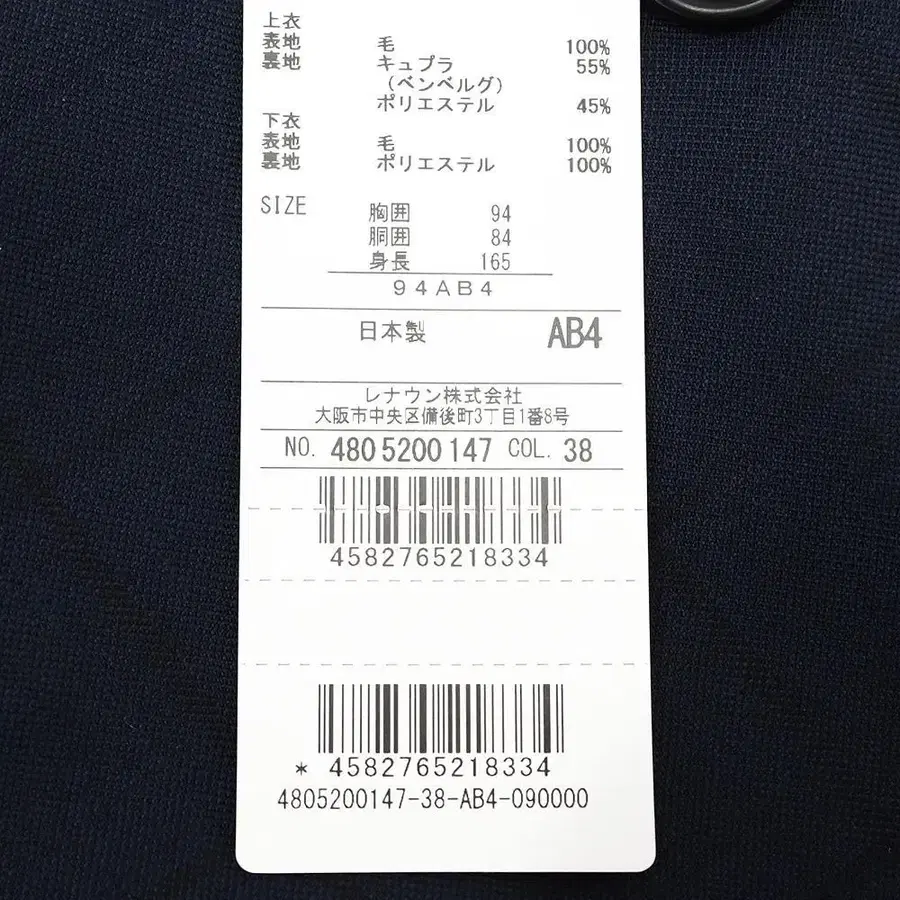 上衣
表地 毛 100%
裏地 キュプラ 55%
(ベンベルグ)
ポリエステル 45%
下衣
表地 毛 100%
裏地 ポリエステル 100%
SIZE 胸囲 94
胴囲 84
身長 165
94AB4
日本製 AB4
レナウン株式会社
大阪市中央区備後町3丁目1番8号
NO. 4805200147 COL. 38
4582765218334
* 4582765218334
4805200147-38-AB4-090000